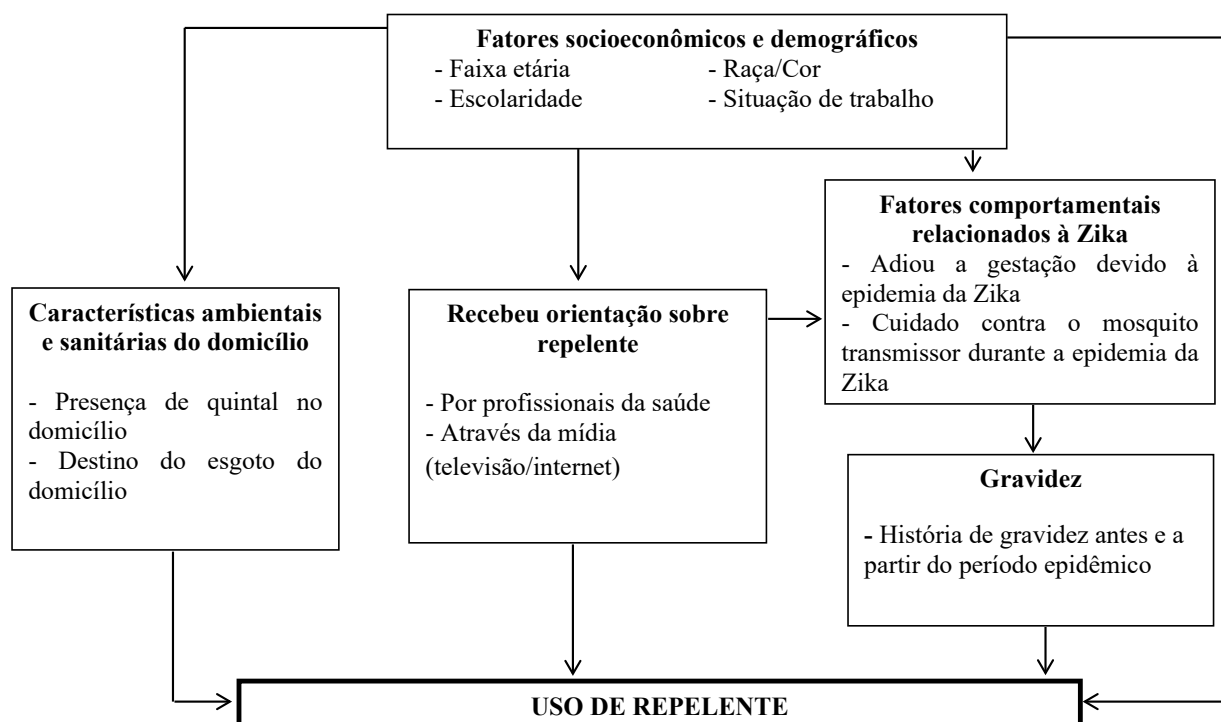 Fatores socioeconômicos e demográficos
- Faixa etária - Raça/Cor
- Escolaridade - Situação de trabalho
Fatores comportamentais
relacionados à Zika
- Adiou a gestação devido à
epidemia da Zika
- Cuidado contra o mosquito
transmissor durante a epidemia da
Zika
Características ambientais
e sanitárias do domicílio
- Presença de quintal no
domicílio
- Destino do esgoto do
domicílio
Recebeu orientação sobre
repelente
- Por profissionais da saúde
- Através da mídia
(televisão/internet)
Gravidez
- História de gravidez antes e a
partir do período epidêmico
USO DE REPELENTE